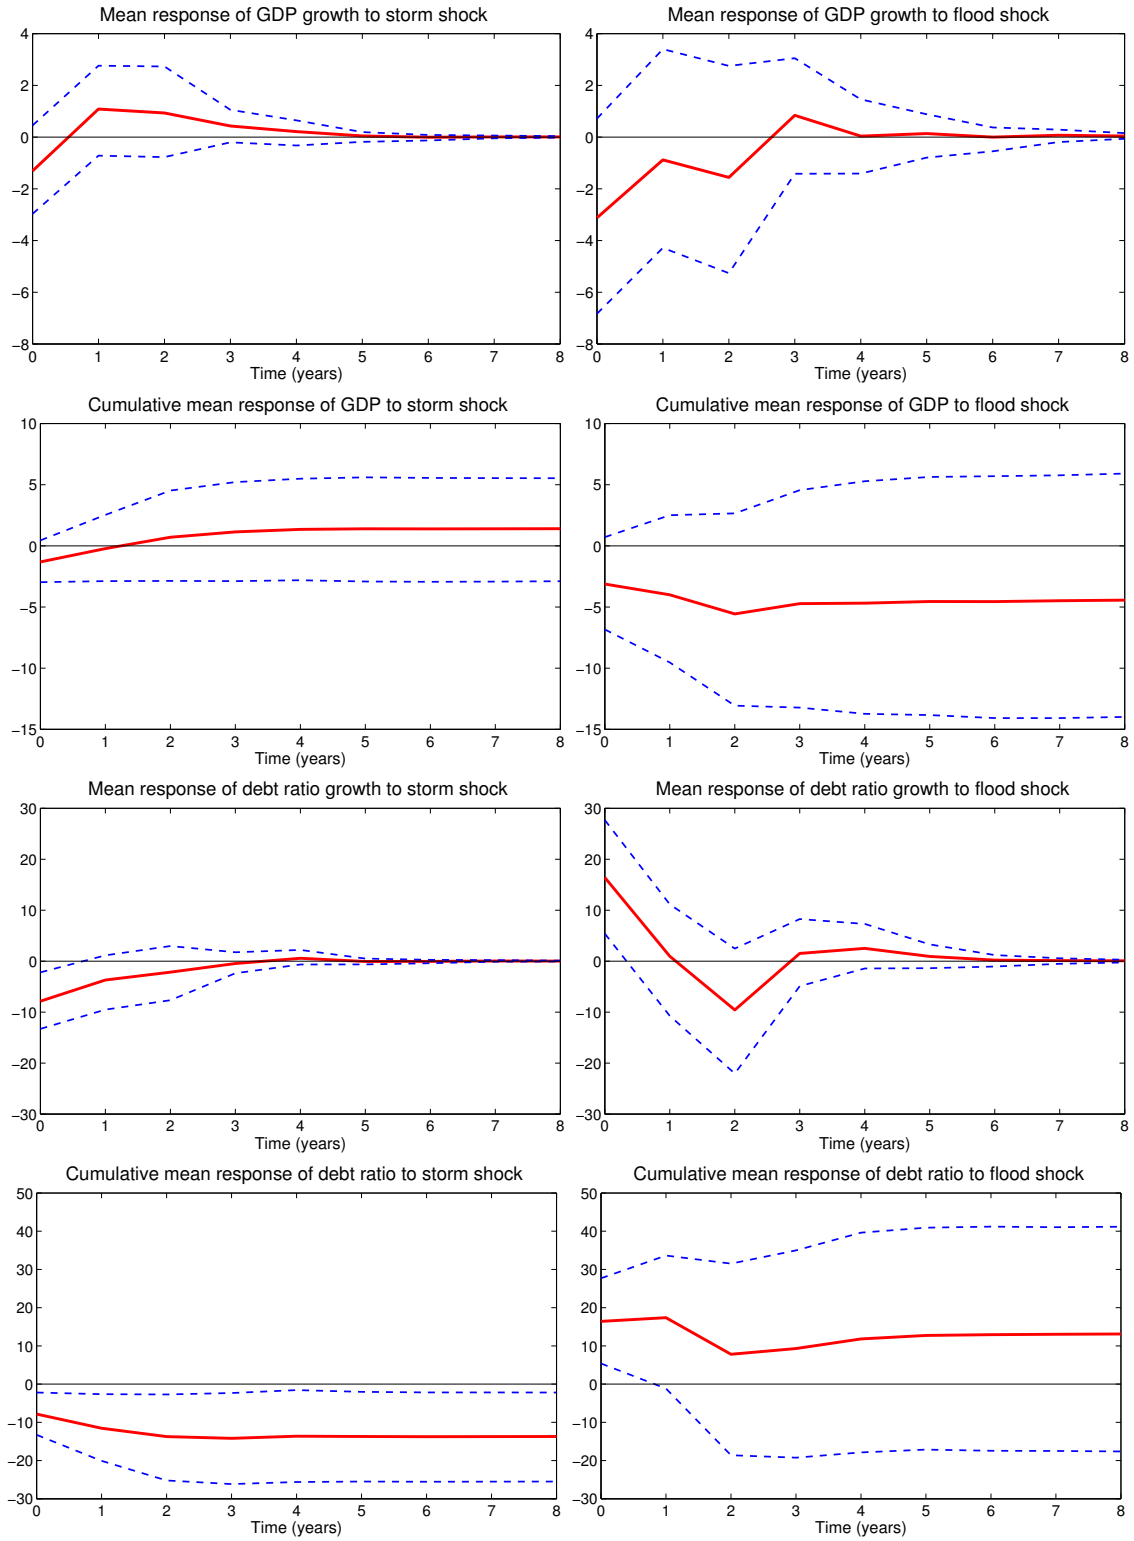 Mean response of GDP growth to storm shock
4
2
0
−2
−4
−6
−8
0 1 2 3 4 5 6 7 8
Time (years)
Mean response of GDP growth to flood shock
4
2
0
−2
−4
−6
−8
0 1 2 3 4 5 6 7 8
Time (years)
Cumulative mean response of GDP to storm shock
10
5
0
−5
−10
−15
0 1 2 3 4 5 6 7 8
Time (years)
Cumulative mean response of GDP to flood shock
10
5
0
−5
−10
−15
0 1 2 3 4 5 6 7 8
Time (years)
Mean response of debt ratio growth to storm shock
30
20
10
0
−10
−20
−30
0 1 2 3 4 5 6 7 8
Time (years)
Mean response of debt ratio growth to flood shock
30
20
10
0
−10
−20
−30
0 1 2 3 4 5 6 7 8
Time (years)
Cumulative mean response of debt ratio to storm shock
50
40
30
20
10
0
−10
−20
−30
0 1 2 3 4 5 6 7 8
Time (years)
Cumulative mean response of debt ratio to flood shock
50
40
30
20
10
0
−10
−20
−30
0 1 2 3 4 5 6 7 8
Time (years)